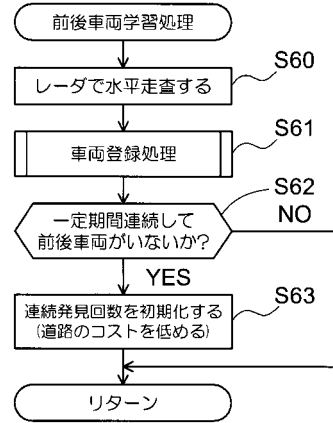 前後車両学習処理
レーダで水平走査する
S60
車両登録処理
S61
一定期間連続して
前後車両がいないか?
S62
NO
YES
連続発見回数を初期化する
(道路のコストを低める)
S63
リターン